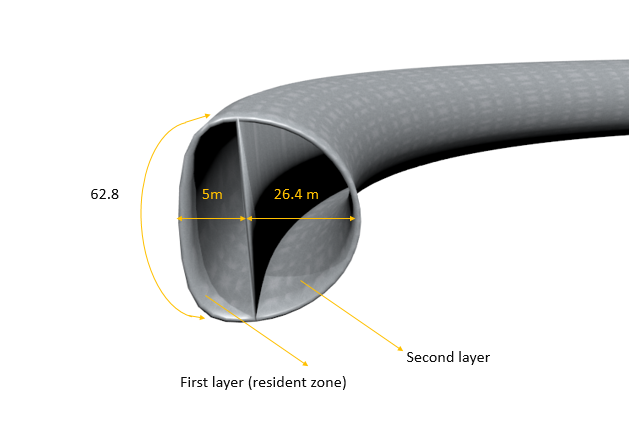 62.8
5m
26.4 m
Second layer
First layer (resident zone)